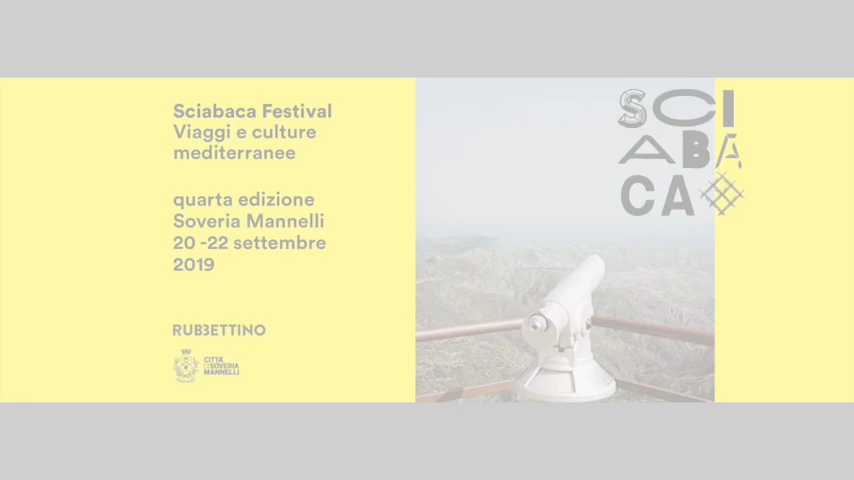 Sciabaca Festival
Viaggi e culture
mediterranee
quarta edizione
Soveria Mannelli
20 -22 settembre
2019
RUBBETTINO
CITTÀ
DI SOVERIA
MANNELLI
SCI
ABA
CA